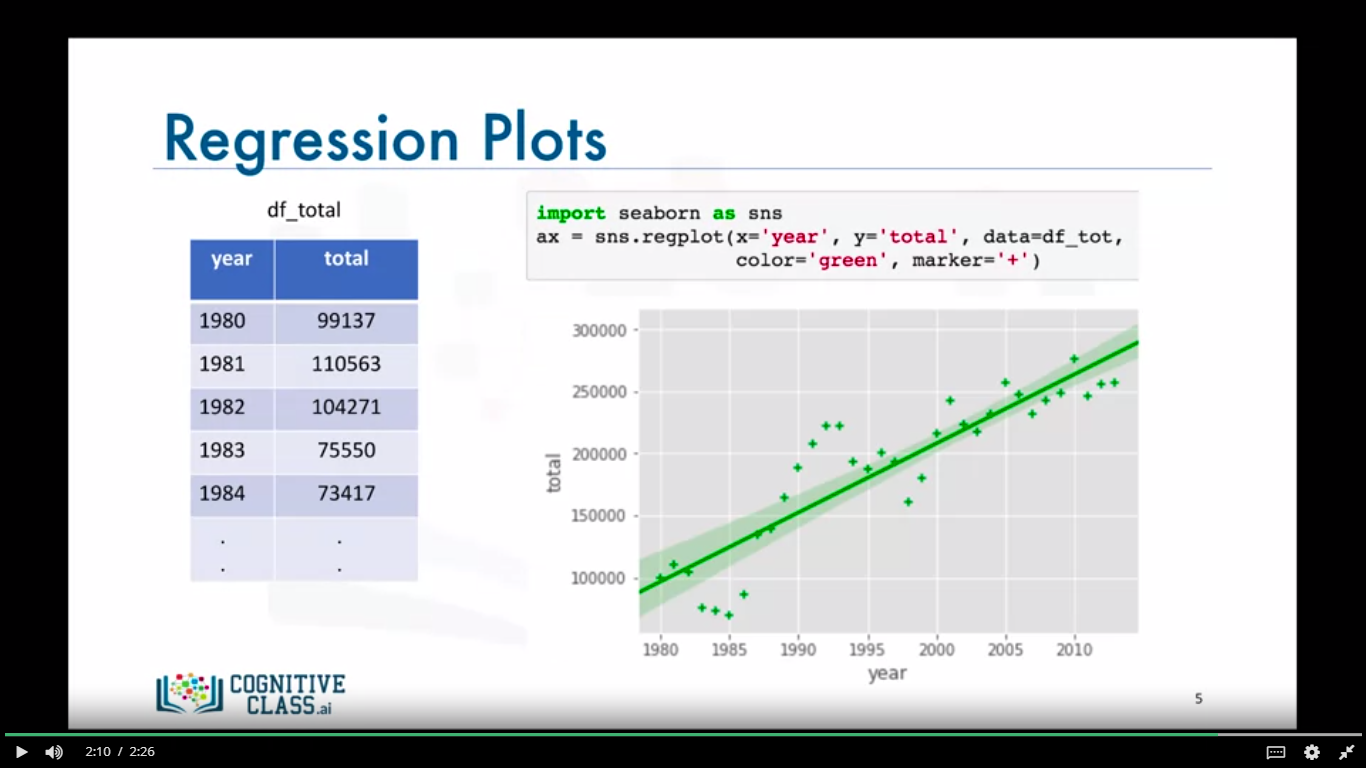 Regression Plots
df_total
year total
1980 99137
1981 110563
1982 104271
1983 75550
1984 73417
. .
. .
import seaborn as sns
ax = sns.regplot(x='year', y='total', data=df_tot,
color='green', marker='+')
300000
250000
200000
150000
100000
total
1980 1985 1990 1995 2000 2005 2010
year
COGNITIVE
CLASS.ai
5
2:10 / 2:26